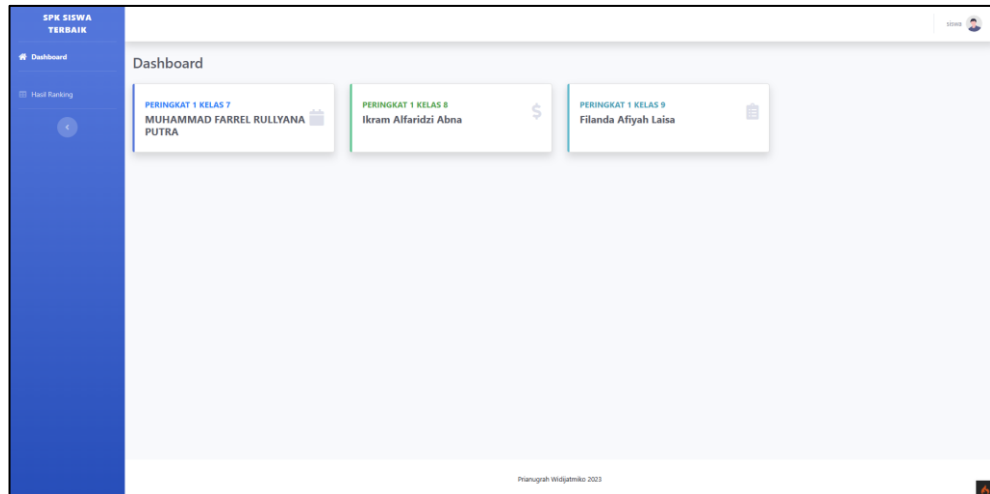 SPK SISWA
TERBAIK
siswa
Dashboard
Hasil Ranking
Dashboard
PERINGKAT 1 KELAS 7
MUHAMMAD FARREL RULLYANA
PUTRA
PERINGKAT 1 KELAS 8
Ikram Alfaridzi Abna
PERINGKAT 1 KELAS 9
Filanda Afiyah Laisa
Prianugrah Widijatmiko 2023